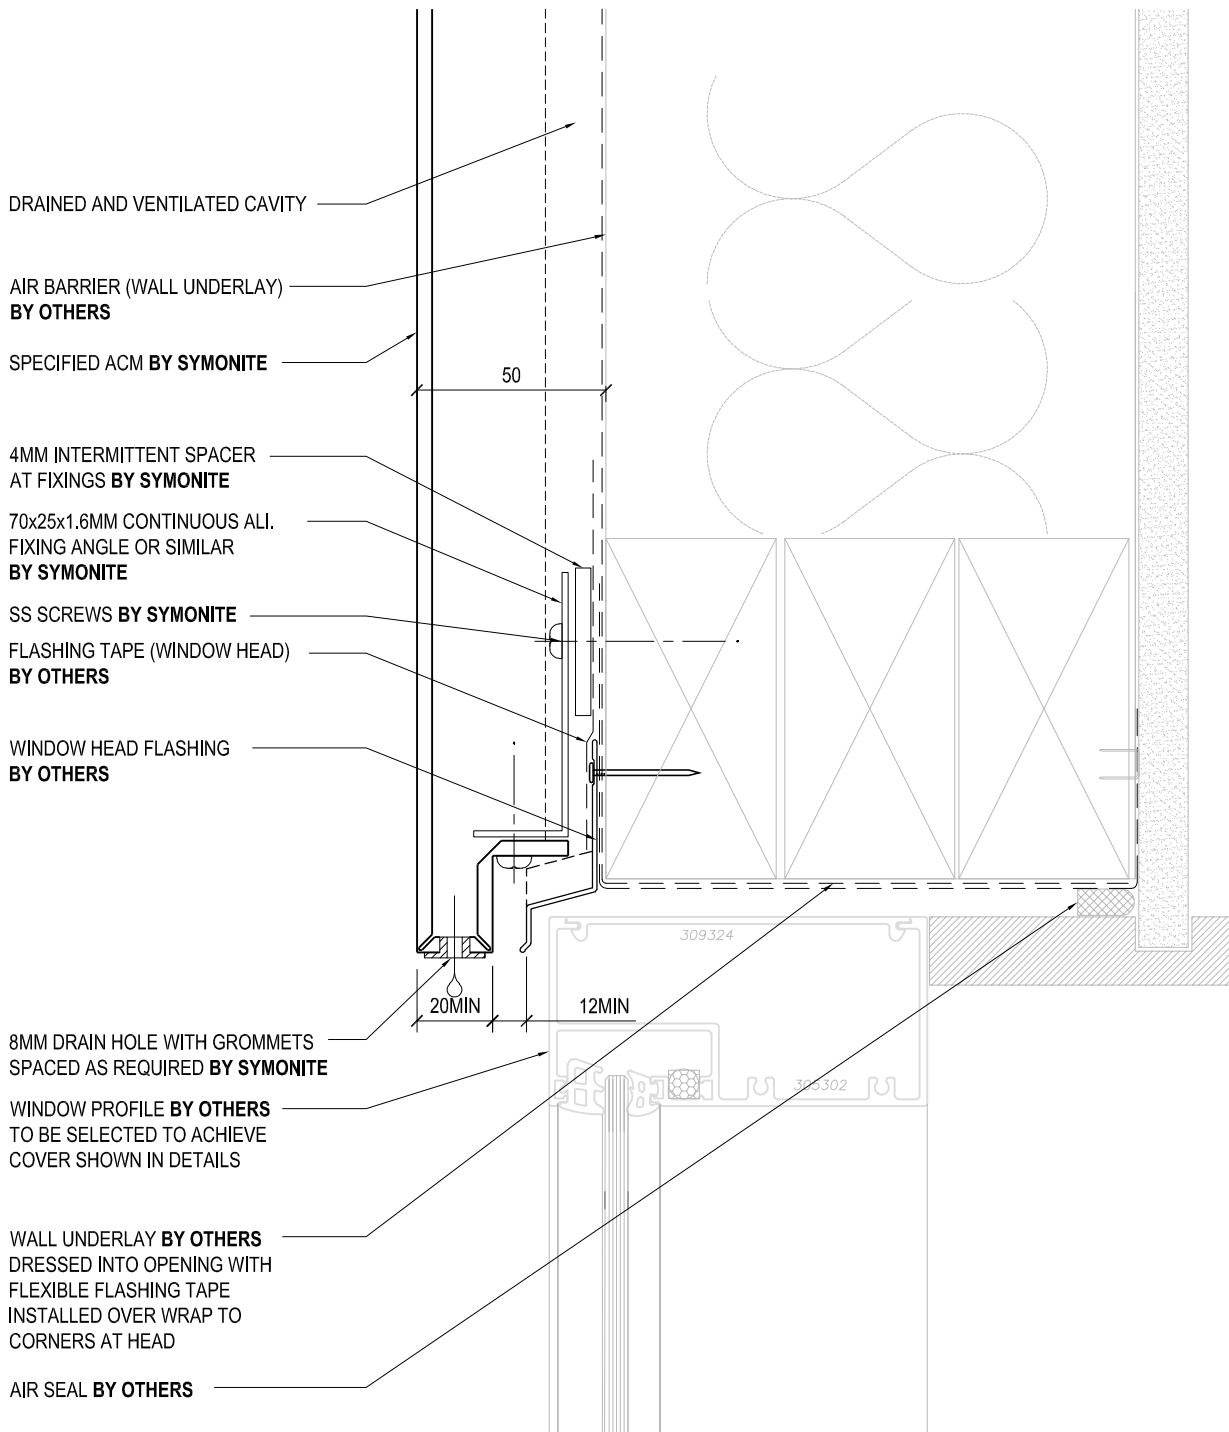 DRAINED AND VENTILATED CAVITY
AIR BARRIER (WALL UNDERLAY)
BY OTHERS
SPECIFIED ACM BY SYMONITE
50
4MM INTERMITTENT SPACER
AT FIXINGS BY SYMONITE
70x25x1.6MM CONTINUOUS ALI.
FIXING ANGLE OR SIMILAR
BY SYMONITE
SS SCREWS BY SYMONITE
FLASHING TAPE (WINDOW HEAD)
BY OTHERS
WINDOW HEAD FLASHING
BY OTHERS
309324
20MIN
12MIN
8MM DRAIN HOLE WITH GROMMETS
SPACED AS REQUIRED BY SYMONITE
305302
WINDOW PROFILE BY OTHERS
TO BE SELECTED TO ACHIEVE
COVER SHOWN IN DETAILS
WALL UNDERLAY BY OTHERS
DRESSED INTO OPENING WITH
FLEXIBLE FLASHING TAPE
INSTALLED OVER WRAP TO
CORNERS AT HEAD
AIR SEAL BY OTHERS